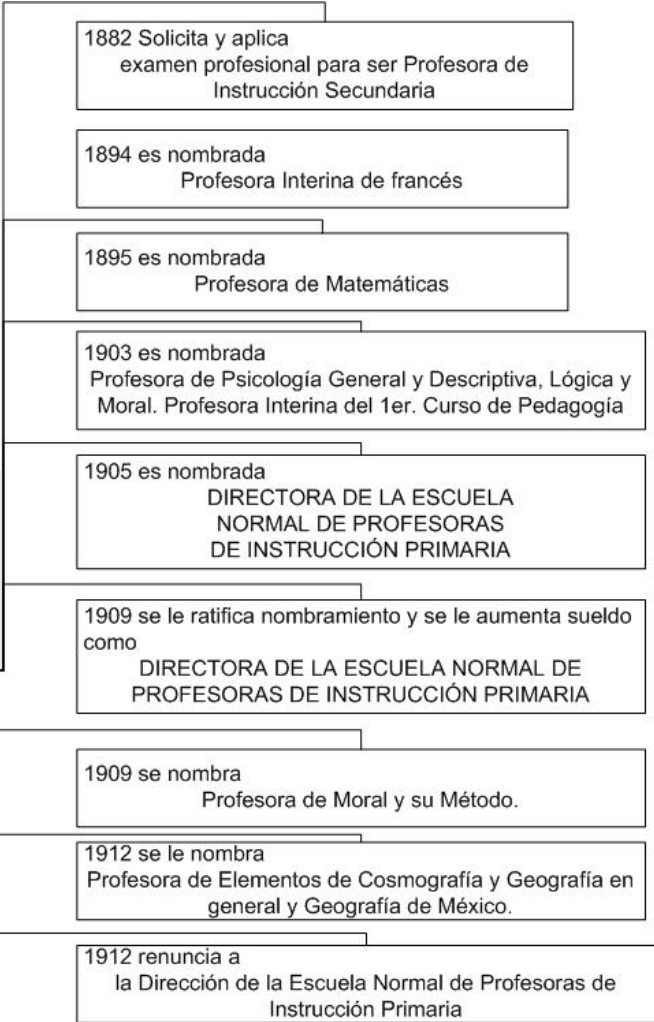 1882 Solicita y aplica
examen profesional para ser Profesora de
Instrucción Secundaria
1894 es nombrada
Profesora Interina de francés
1895 es nombrada
Profesora de Matemáticas
1903 es nombrada
Profesora de Psicología General y Descriptiva, Lógica y
Moral. Profesora Interina del 1er. Curso de Pedagogía
1905 es nombrada
DIRECTORA DE LA ESCUELA
NORMAL DE PROFESORAS
DE INSTRUCCIÓN PRIMARIA
1909 se le ratifica nombramiento y se le aumenta sueldo
como
DIRECTORA DE LA ESCUELA NORMAL DE
PROFESORAS DE INSTRUCCIÓN PRIMARIA
1909 se nombra
Profesora de Moral y su Método.
1912 se le nombra
Profesora de Elementos de Cosmografía y Geografía en
general y Geografía de México.
1912 renuncia a
la Dirección de la Escuela Normal de Profesoras de
Instrucción Primaria